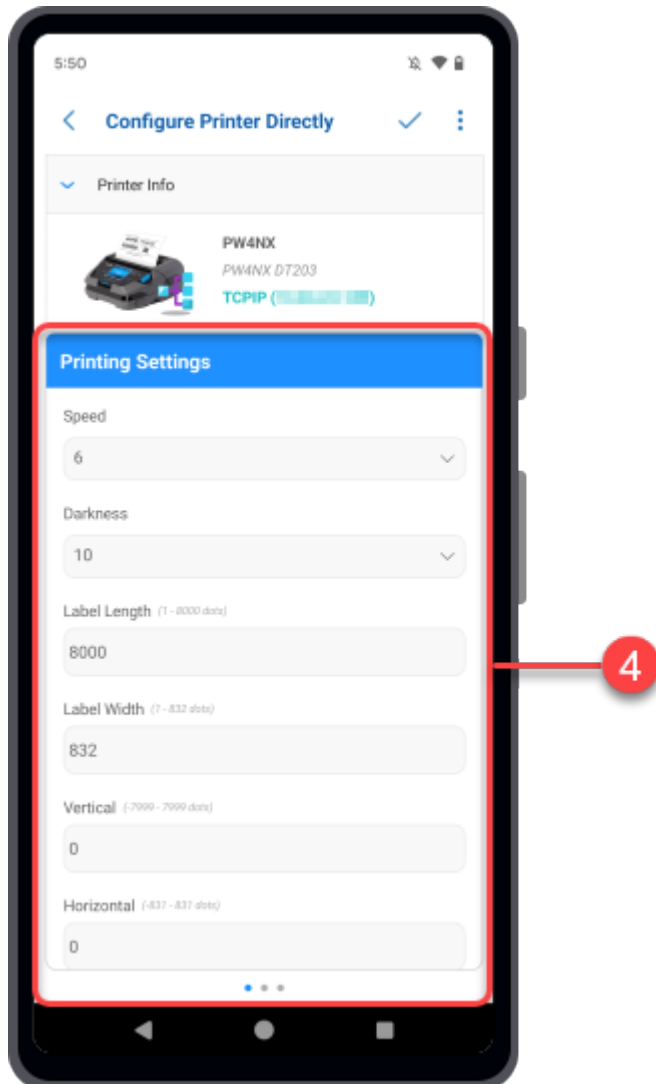 5:50
Configure Printer Directly
Printer Info
PW4NX
PW4NX DT203
TCPIP ( )
Printing Settings
Speed
6
Darkness
10
Label Length (1 - 8000 dots)
8000
4
Label Width (1 - 832 dots)
832
Vertical (-7999 - 7999 dots)
0
Horizontal (-831 - 831 dots)
0